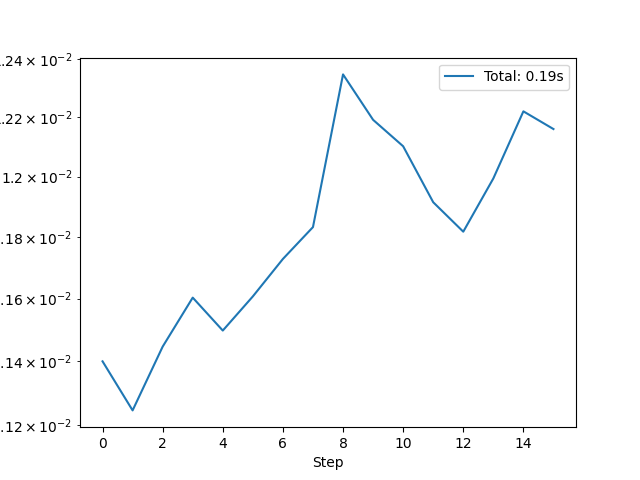 Total: 0.19s
.24 × 10⁻²
.22 × 10⁻²
1.2 × 10⁻²
.18 × 10⁻²
.16 × 10⁻²
.14 × 10⁻²
.12 × 10⁻²
0 2 4 6 8 10 12 14
Step